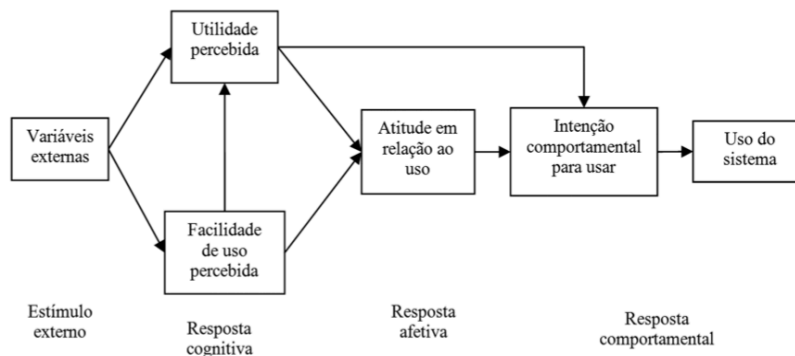 Utilidade
percebida
Variáveis
externas
Facilidade
de uso
percebida
Atitude em
relação ao
uso
Intenção
comportamental
para usar
Uso do
sistema
Estímulo
externo
Resposta
cognitiva
Resposta
afetiva
Resposta
comportamental